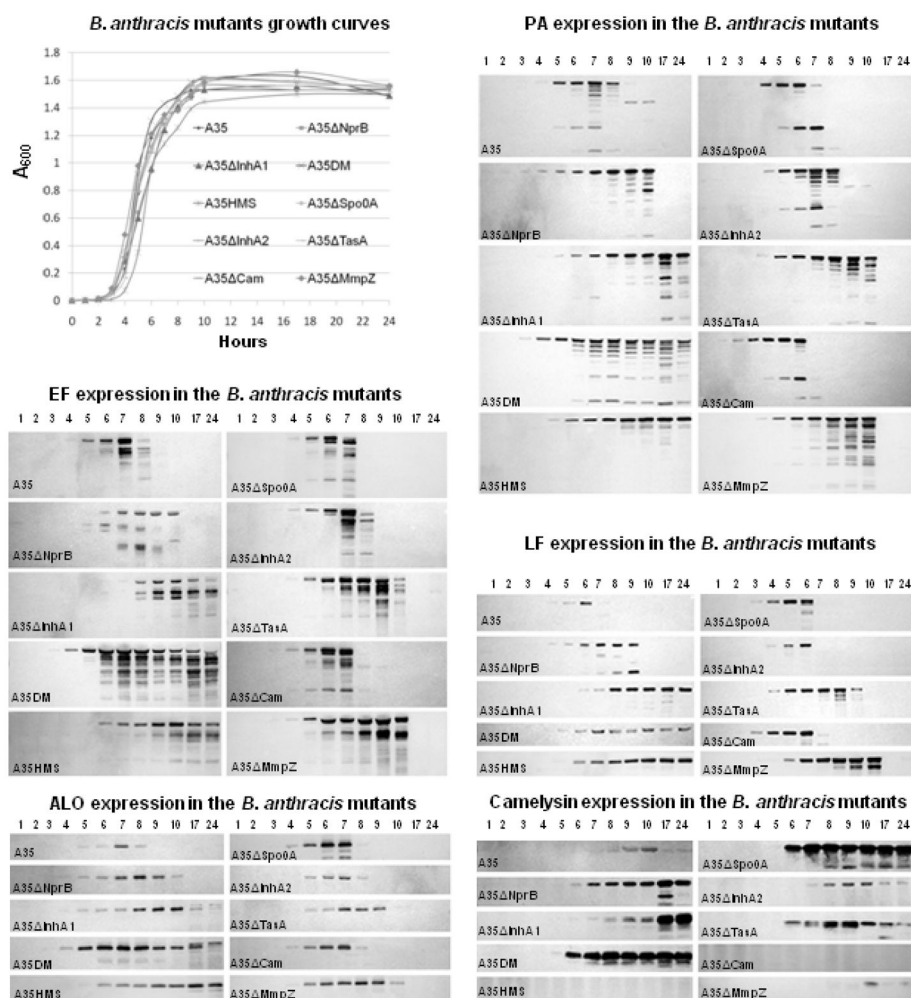 B. anthracis mutants growth curves
1.8
1.6
1.4
1.2
1
0.8
0.6
0.4
0.2
0
A600
A35 A35ΔNprB
A35ΔInhA1 A35DM
A35HMS A35ΔSpo0A
A35ΔInhA2 A35ΔTasA
A35ΔCam A35ΔMmpZ
0 2 4 6 8 10 12 14 16 18 20 22 24
Hours
PA expression in the B. anthracis mutants
1 2 3 4 5 6 7 8 9 10 17 24 1 2 3 4 5 6 7 8 9 10 17 24
A35 A35ΔSpo0A
A35ΔNprB A35ΔInhA2
A35ΔInhA1 A35ΔTasA
A35DM A35ΔCam
A35HMS A35ΔMmpZ
EF expression in the B. anthracis mutants
1 2 3 4 5 6 7 8 9 10 17 24 1 2 3 4 5 6 7 8 9 10 17 24
A35 A35ΔSpo0A
A35ΔNprB A35ΔInhA2
A35ΔInhA1 A35ΔTasA
A35DM A35ΔCam
A35HMS A35ΔMmpZ
LF expression in the B. anthracis mutants
1 2 3 4 5 6 7 8 9 10 17 24 1 2 3 4 5 6 7 8 9 10 17 24
A35 A35ΔSpo0A
A35ΔNprB A35ΔInhA2
A35ΔInhA1 A35ΔTasA
A35DM A35ΔCam
A35HMS A35ΔMmpZ
ALO expression in the B. anthracis mutants
1 2 3 4 5 6 7 8 9 10 17 24 1 2 3 4 5 6 7 8 9 10 17 24
A35 A35ΔSpo0A
A35ΔNprB A35ΔInhA2
A35ΔInhA1 A35ΔTasA
A35DM A35ΔCam
A35HMS A35ΔMmpZ
Camelysin expression in the B. anthracis mutants
1 2 3 4 5 6 7 8 9 10 17 24 1 2 3 4 5 6 7 8 9 10 17 24
A35 A35ΔSpo0A
A35ΔNprB A35ΔInhA2
A35ΔInhA1 A35ΔTasA
A35DM A35ΔCam
A35HMS A35ΔMmpZ